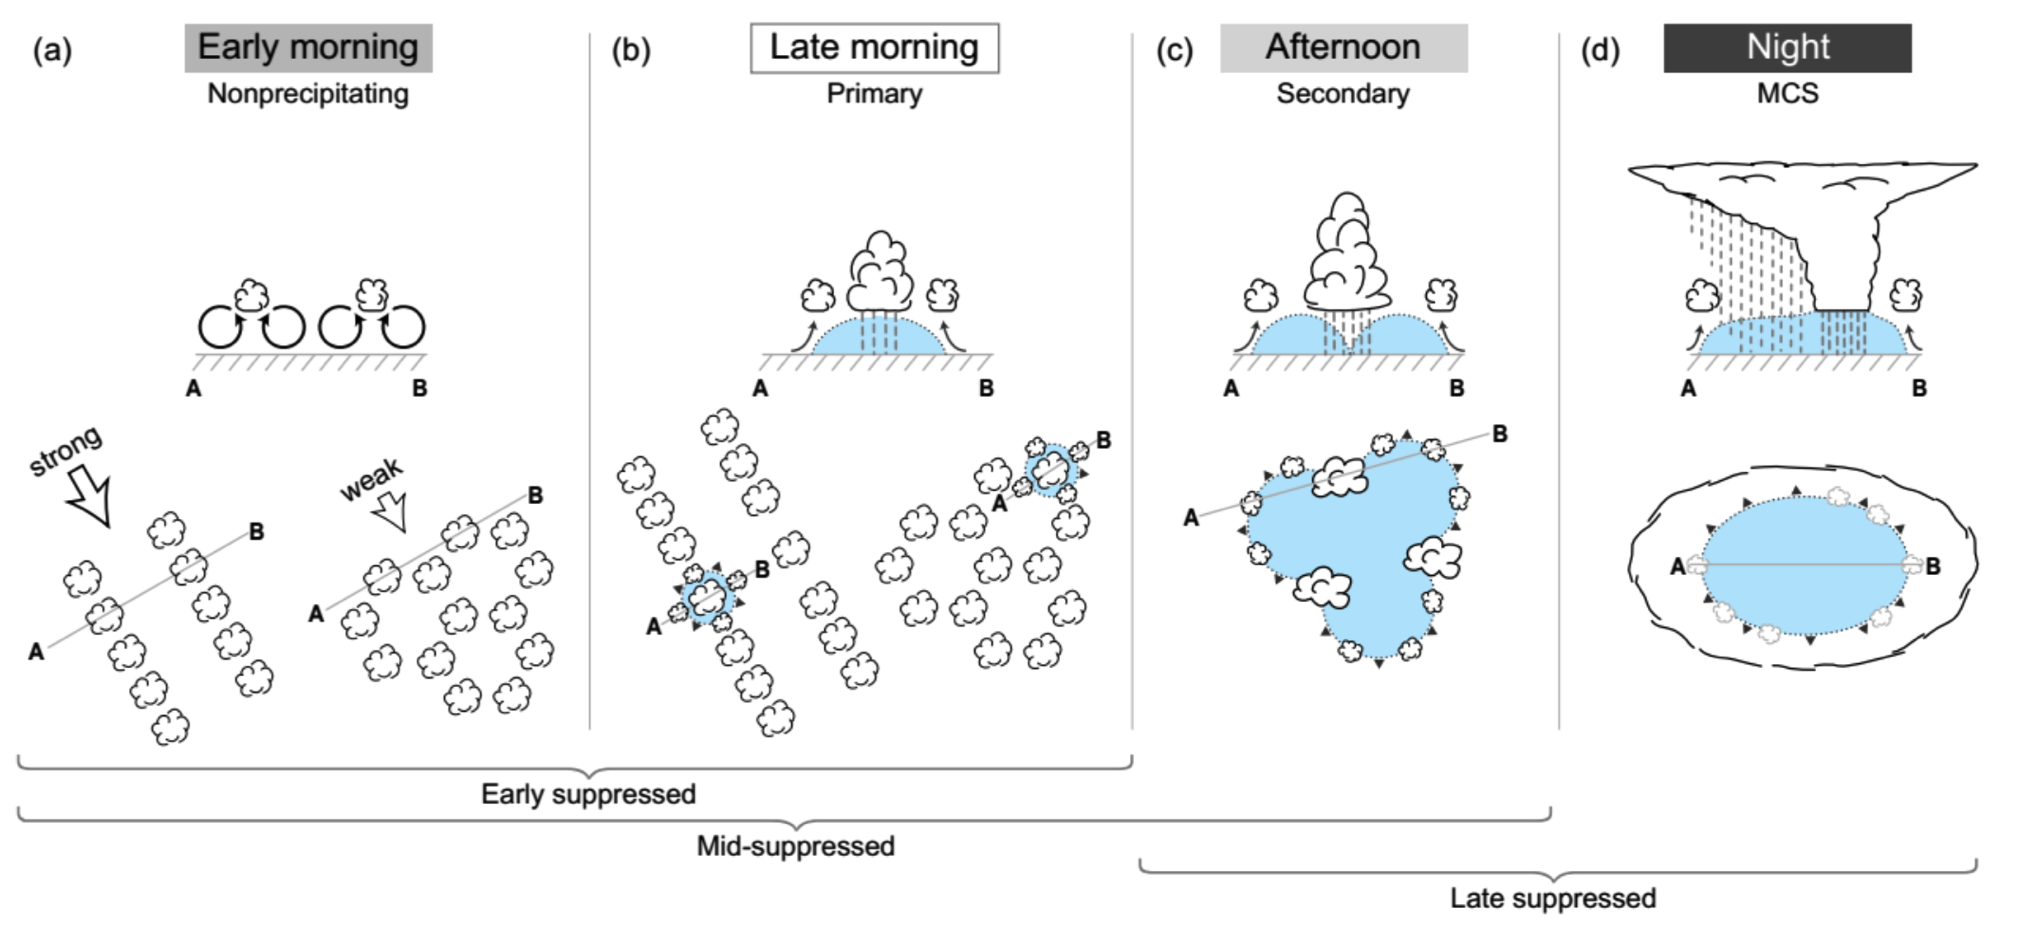 (a)
Early morning
Nonprecipitating
A
B
strong
weak
B
A
B
A
(b)
Late morning
Primary
A
B
B
A
B
A
(c)
Afternoon
Secondary
A
B
B
A
(d)
Night
MCS
A
B
A
B
Early suppressed
Mid-suppressed
Late suppressed